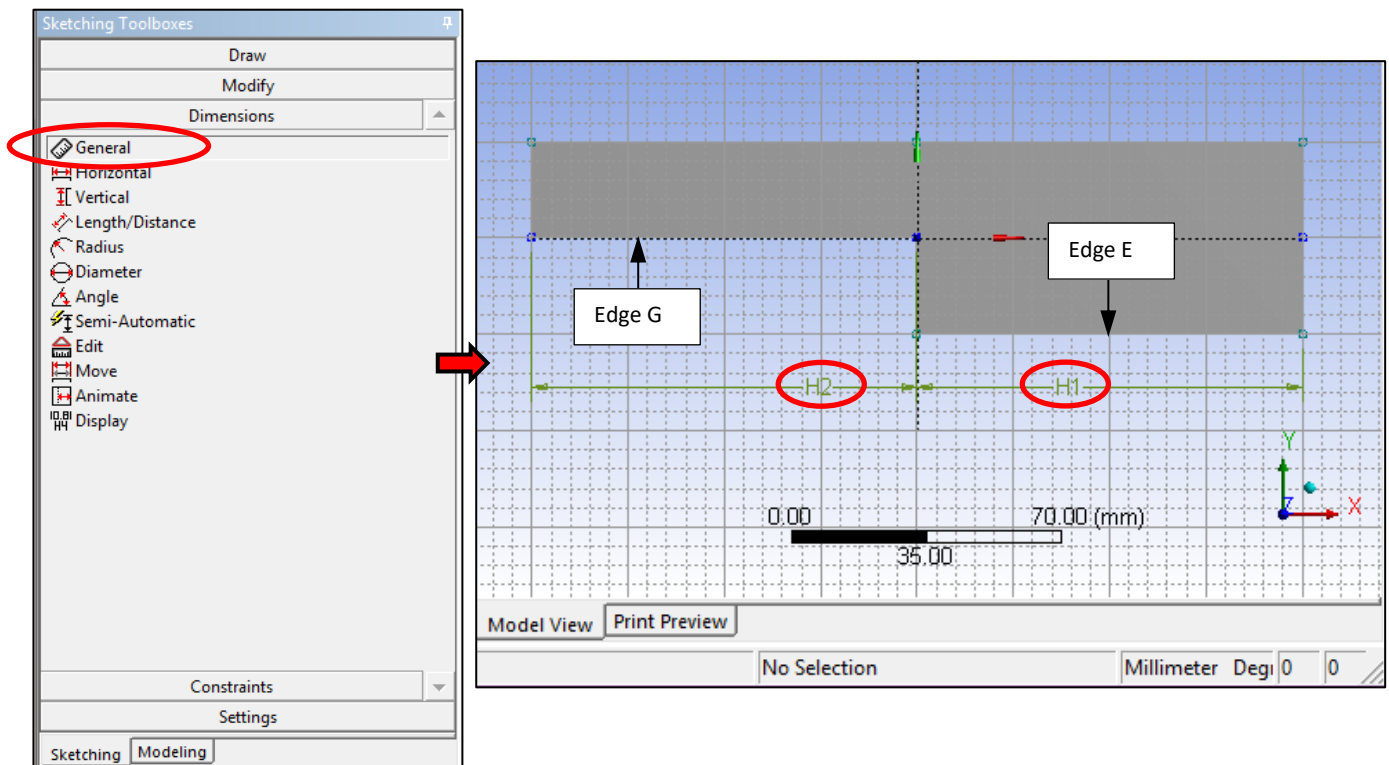 Sketching Toolboxes
Draw
Modify
Dimensions
General
Horizontal
Vertical
Length/Distance
Radius
Diameter
Angle
Semi-Automatic
Edit
Move
Animate
Display
Constraints
Settings
Sketching Modeling
Edge E
Edge G
H2 H1
Y
Z X
0.00 70.00 (mm)
35.00
Model View Print Preview
No Selection Millimeter Degr 0 0